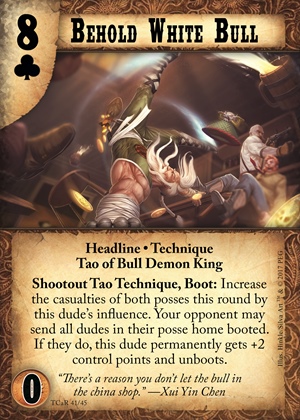 8
Behold White Bull
Headline • Technique
Tao of Bull Demon King
Shootout Tao Technique, Boot: Increase
the casualties of both posses this round by
this dude's influence. Your opponent may
send all dudes in their posse home booted.
If they do, this dude permanently gets +2
control points and unboots.
0
"There's a reason you don't let the bull in
the china shop." —Xui Yin Chen
TCaR 41/45